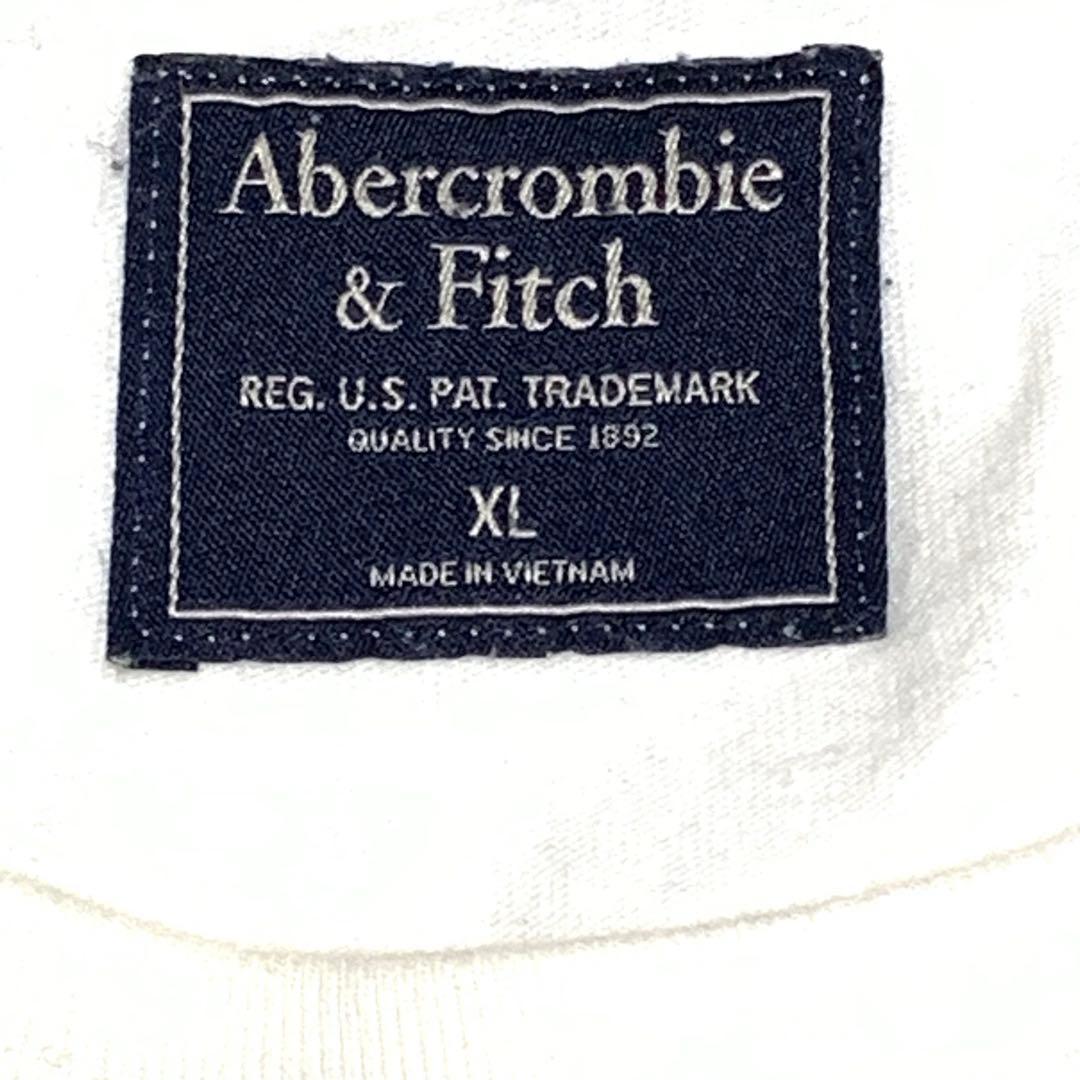 Abercrombie
& Fitch
REG. U.S. PAT. TRADEMARK
QUALITY SINCE 1892
XL
MADE IN VIETNAM